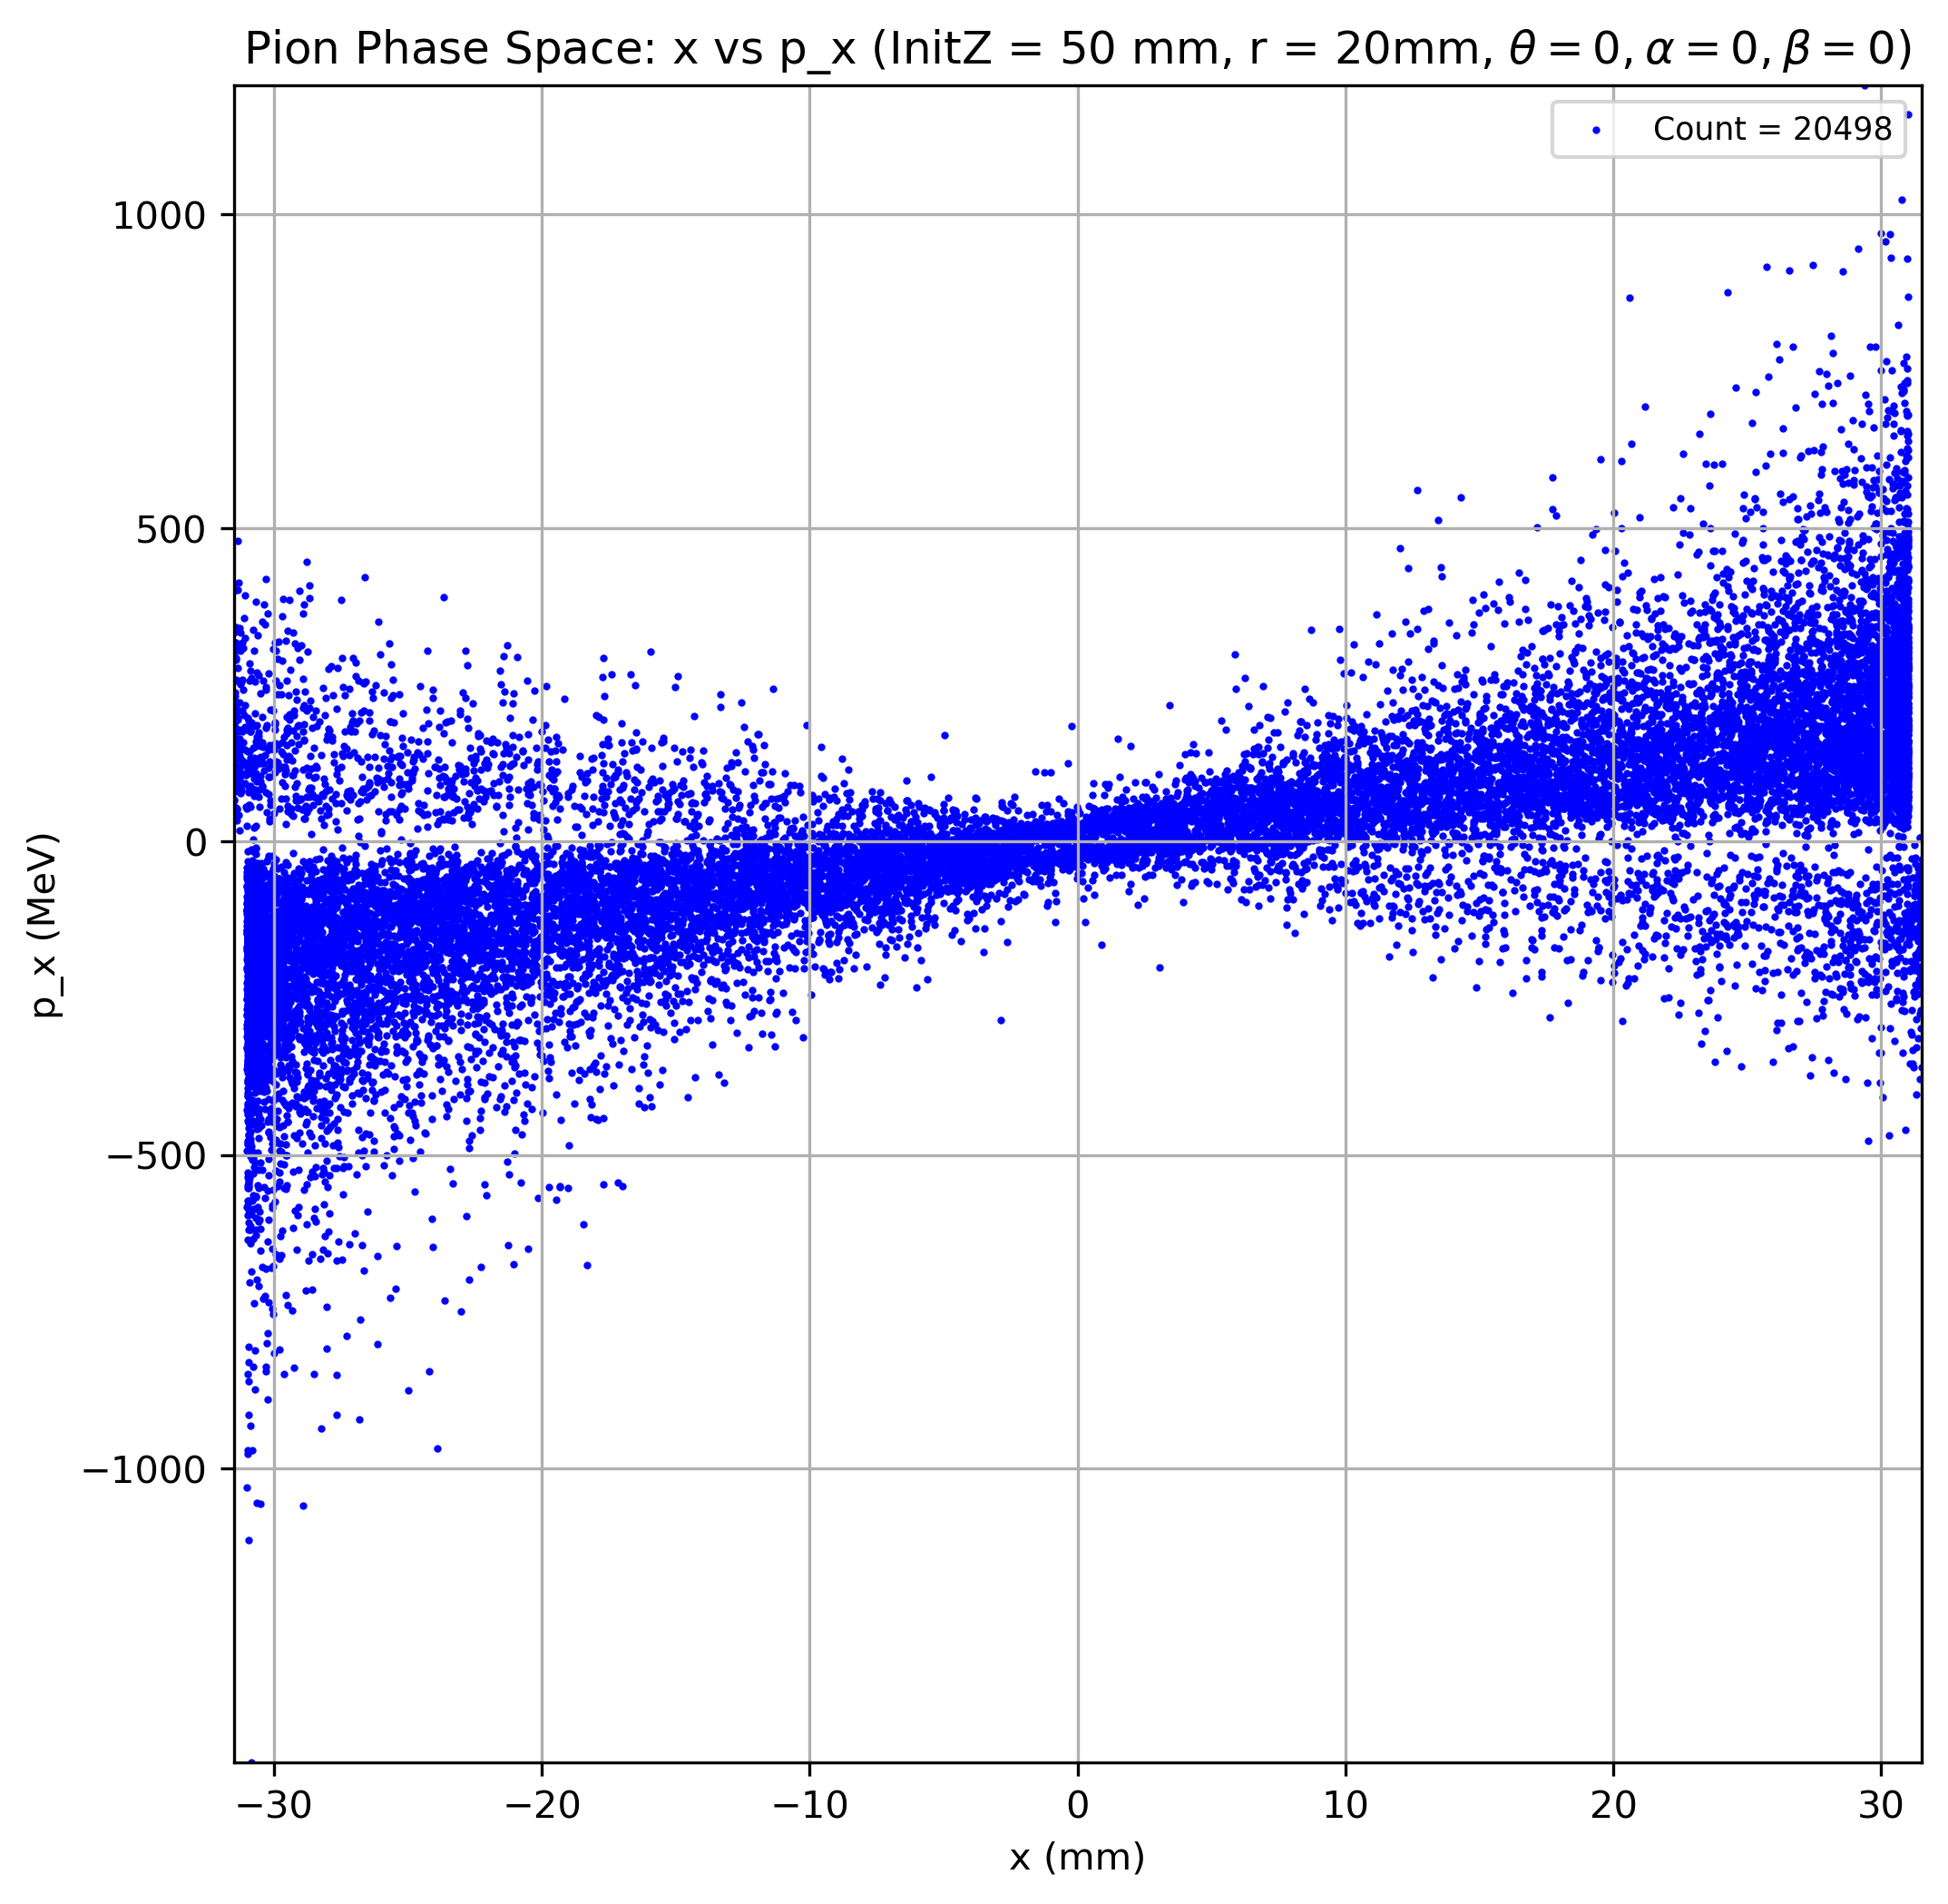 Pion Phase Space: x vs p_x (InitZ = 50 mm, r = 20mm, θ = 0, α = 0, β = 0)
Count = 20498
1000
500
0
−500
−1000
p_x (MeV)
−30 −20 −10 0 10 20 30
x (mm)